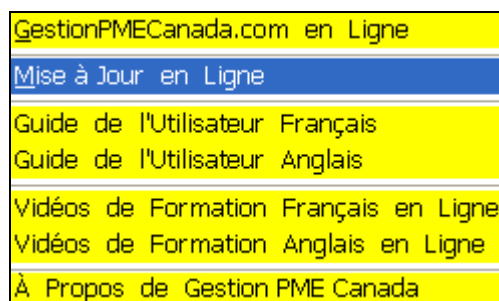 GestionPMECanada.com en Ligne
Mise à Jour en Ligne
Guide de l'Utilisateur Français
Guide de l'Utilisateur Anglais
Vidéos de Formation Français en Ligne
Vidéos de Formation Anglais en Ligne
À Propos de Gestion PME Canada